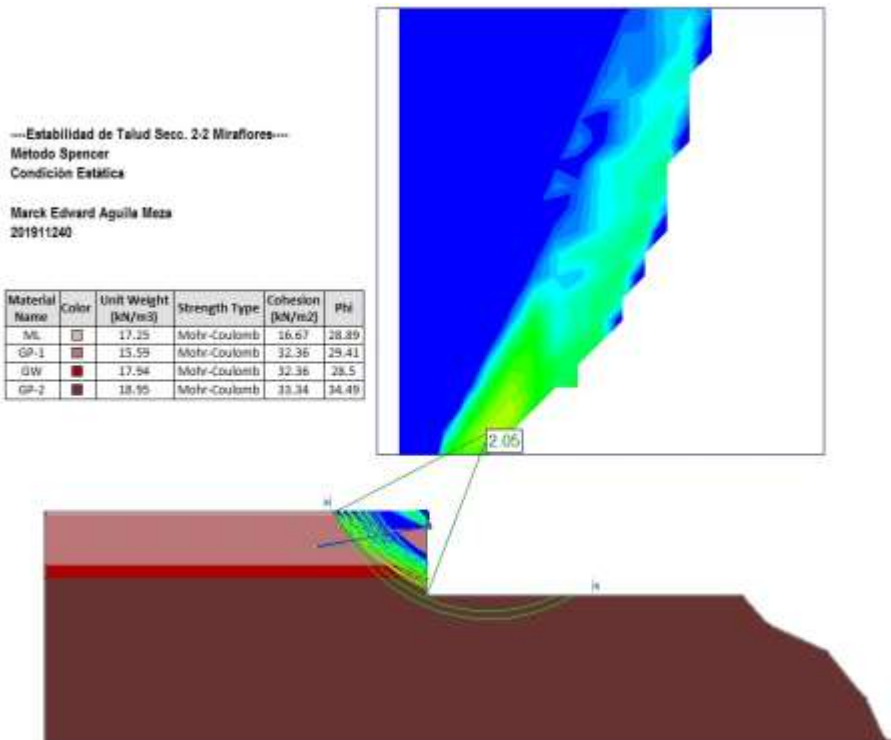 ----Estabilidad de Talud Secc. 2-2 Miraflores----
Método Spencer
Condición Estática
Marck Edward Aguila Meza
201911240
Material Name Color Unit Weight (kN/m3) Strength Type Cohesion (kN/m2) Phi
ML 17.25 Mohr-Coulomb 16.67 28.89
GP-1 15.59 Mohr-Coulomb 32.36 29.41
GW 17.94 Mohr-Coulomb 32.36 28.5
GP-2 18.95 Mohr-Coulomb 33.34 34.49
2.05